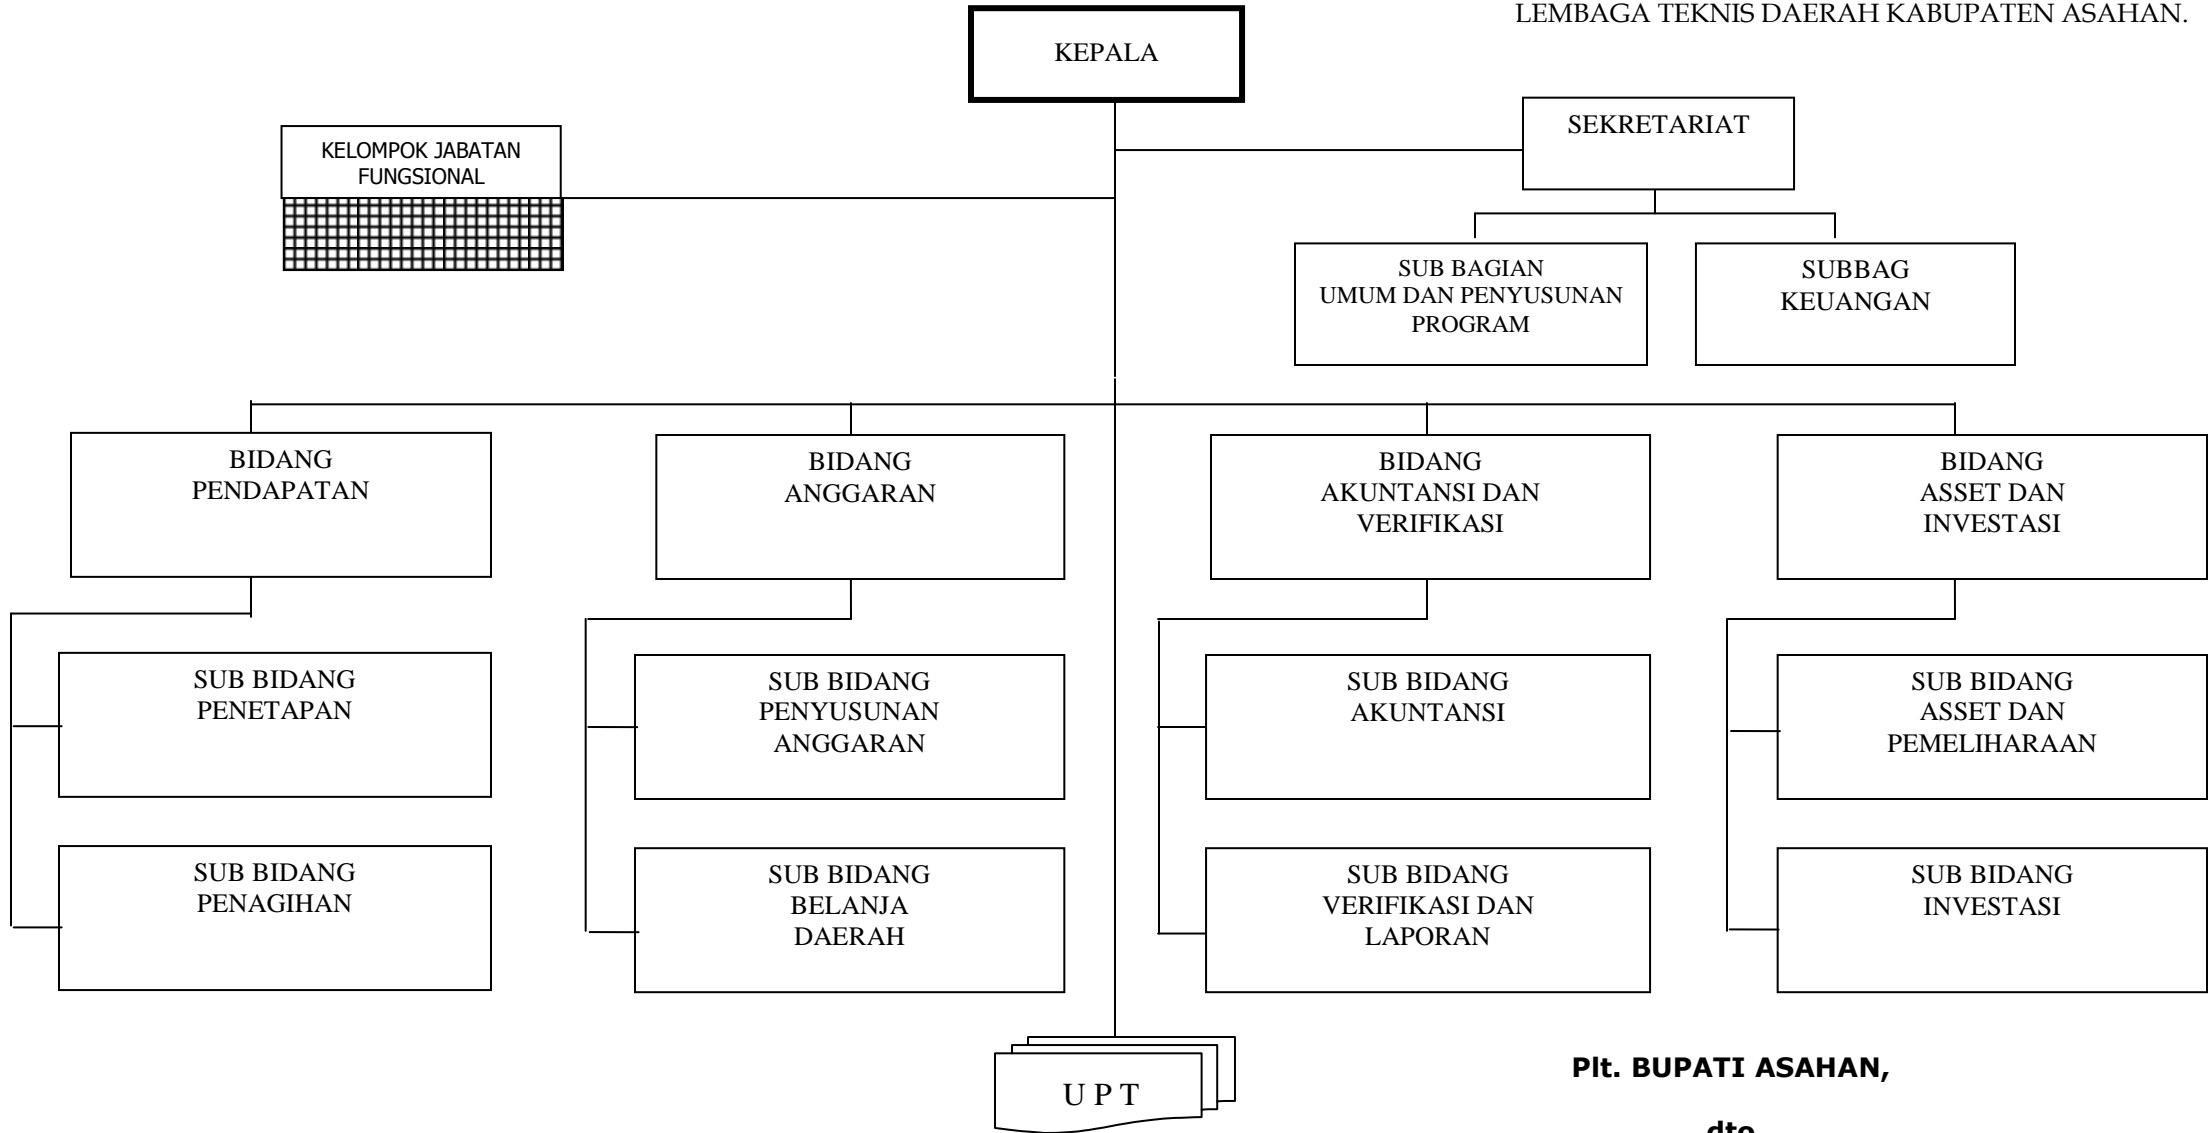 LEMBAGA TEKNIS DAERAH KABUPATEN ASAHAN.
KEPALA
SEKRETARIAT
KELOMPOK JABATAN
FUNGSIONAL
SUB BAGIAN
UMUM DAN PENYUSUNAN
PROGRAM
SUBBAG
KEUANGAN
BIDANG
PENDAPATAN
BIDANG
ANGGARAN
BIDANG
AKUNTANSI DAN
VERIFIKASI
BIDANG
ASSET DAN
INVESTASI
SUB BIDANG
PENETAPAN
SUB BIDANG
PENYUSUNAN
ANGGARAN
SUB BIDANG
AKUNTANSI
SUB BIDANG
ASSET DAN
PEMELIHARAAN
SUB BIDANG
PENAGIHAN
SUB BIDANG
BELANJA
DAERAH
SUB BIDANG
VERIFIKASI DAN
LAPORAN
SUB BIDANG
INVESTASI
U P T
Plt. BUPATI ASAHAN,
dto